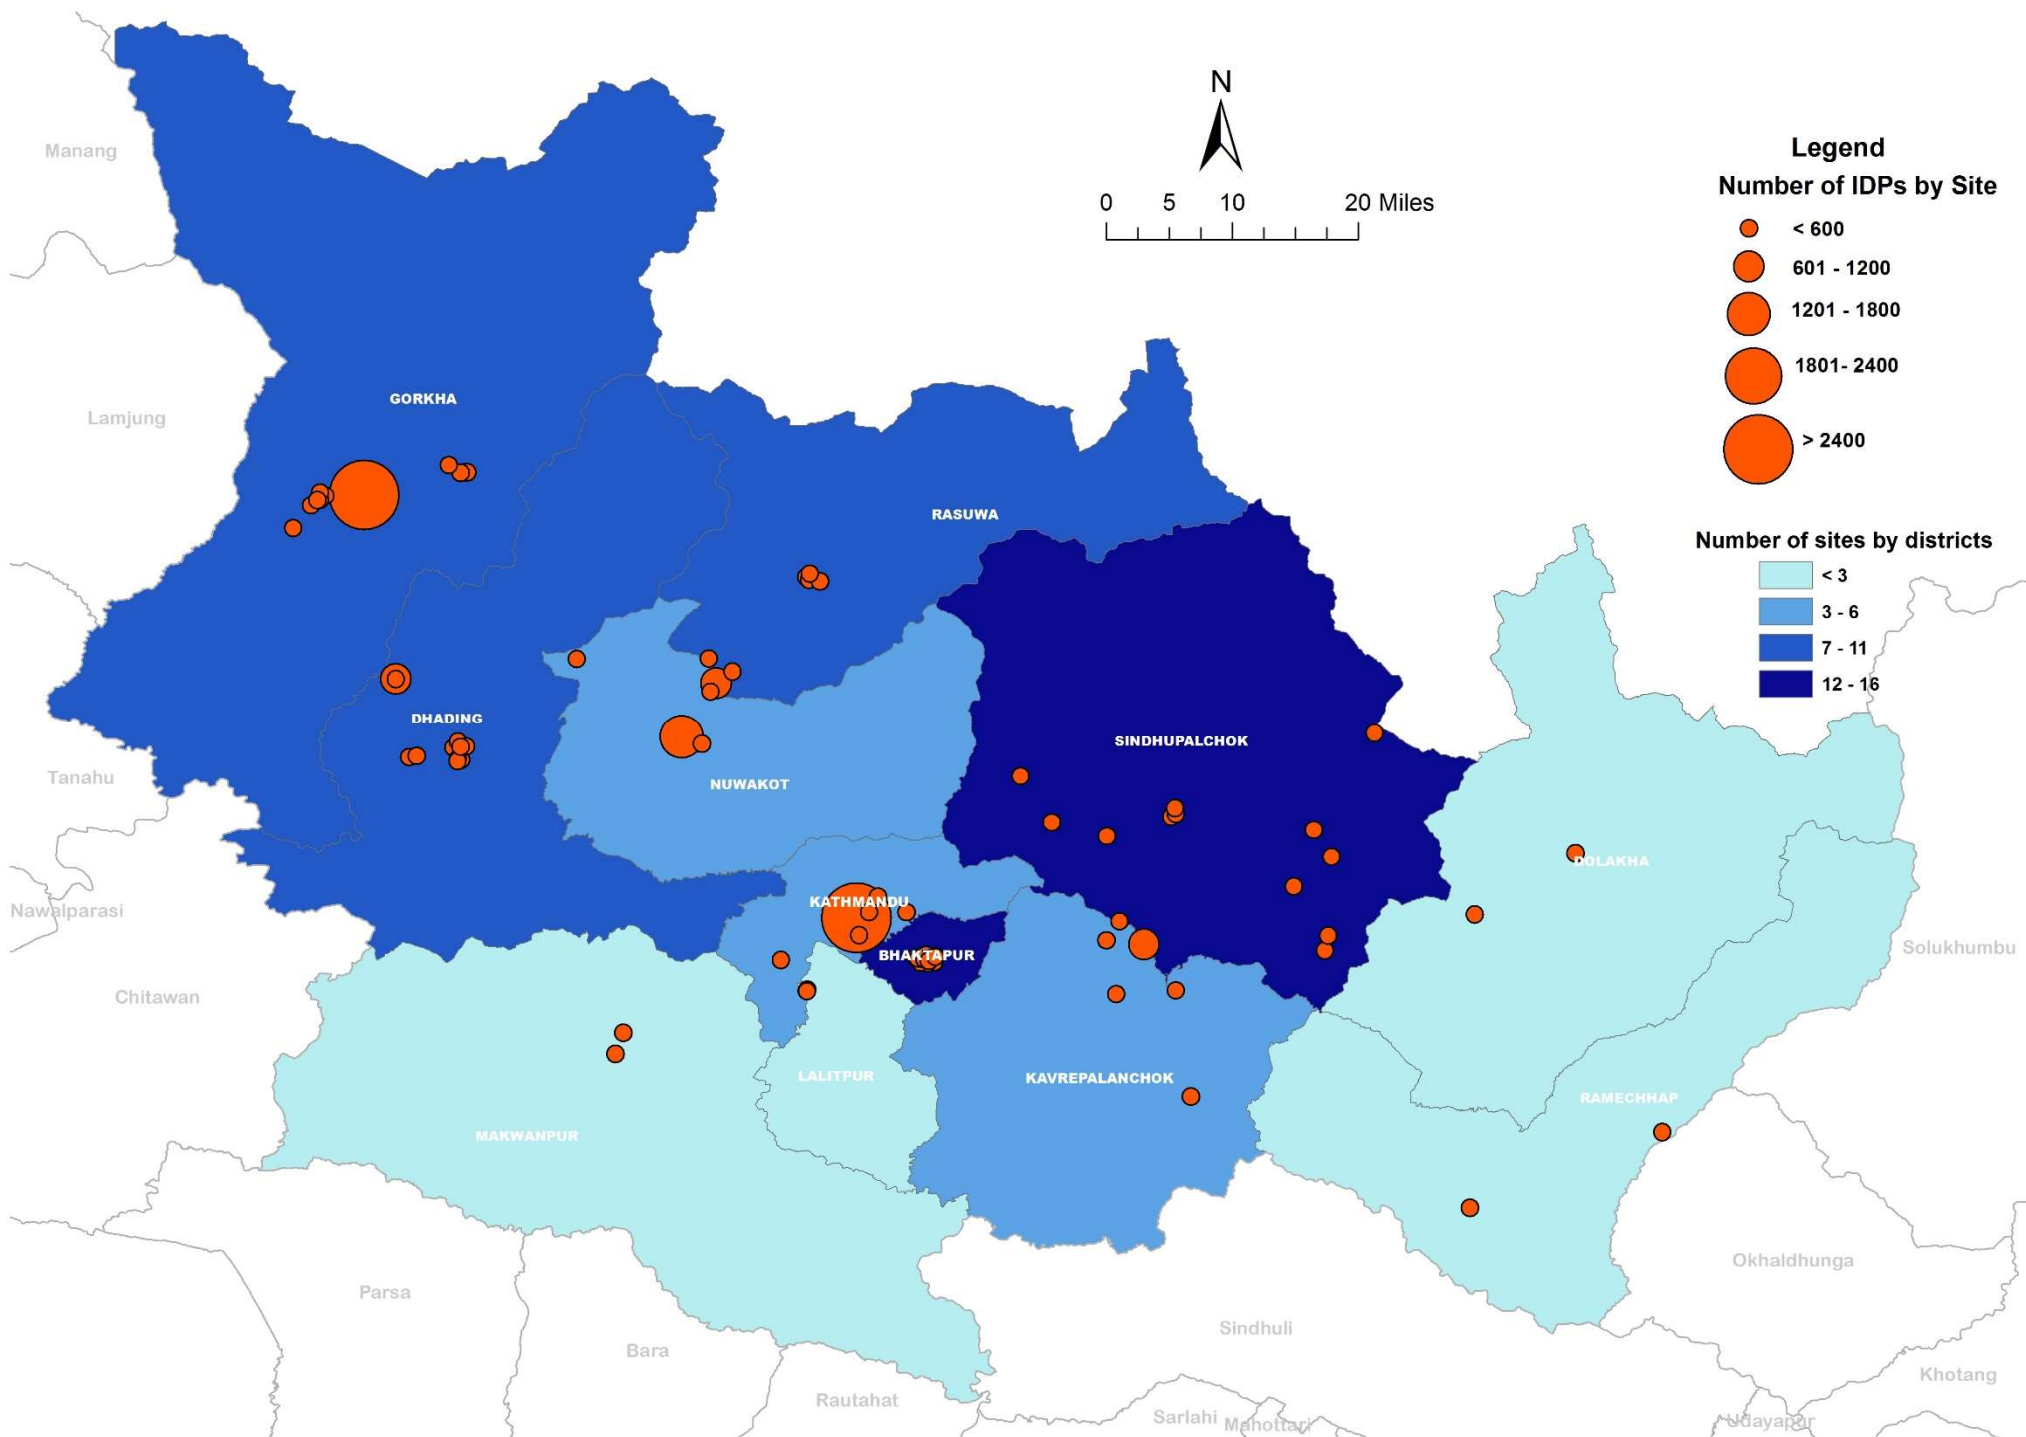 N
0 5 10 20 Miles
Legend
Number of IDPs by Site
< 600
601 - 1200
1201 - 1800
1801- 2400
> 2400
Number of sites by districts
< 3
3 - 6
7 - 11
12 - 16
Manang
Lamjung
GORKHA
RASUWA
DHADING
SINDHUPALCHOK
Tanahu
NUWAKOT
DOLAKHA
KATHMANDU
Nawalparasi
BHAKTAPUR
Solukhumbu
Chitawan
LALITPUR
KAVREPALANCHOK
RAMECHHAP
MAKWANPUR
Okhaldhunga
Parsa
Sindhuli
Bara
Khotang
Rautahat
Sarlahi
Mahottari
Udayapur